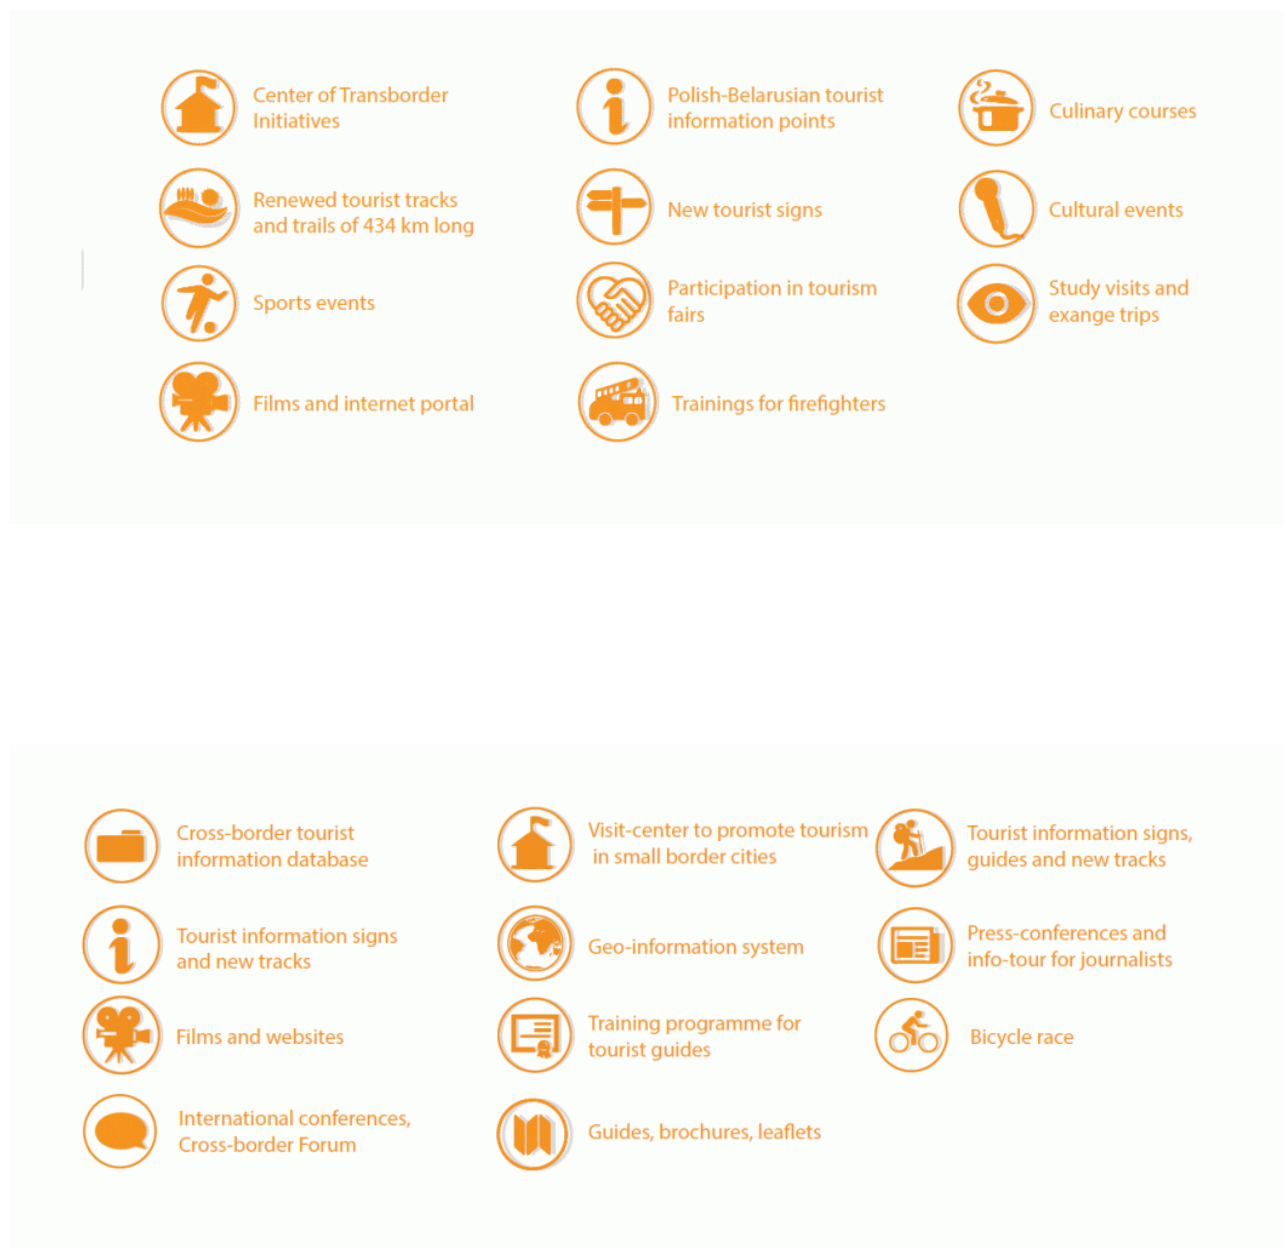 Center of Transborder
Initiatives
Polish-Belarusian tourist
information points
Culinary courses
Renewed tourist tracks
and trails of 434 km long
New tourist signs
Cultural events
Sports events
Participation in tourism
fairs
Study visits and
exange trips
Films and internet portal
Trainings for firefighters
Cross-border tourist
information database
Visit-center to promote tourism
in small border cities
Tourist information signs,
guides and new tracks
Tourist information signs
and new tracks
Geo-information system
Press-conferences and
info-tour for journalists
Films and websites
Training programme for
tourist guides
Bicycle race
International conferences,
Cross-border Forum
Guides, brochures, leaflets